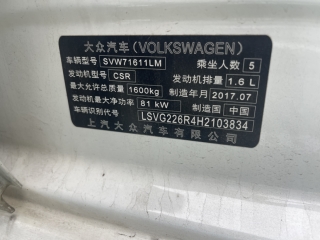 大众汽车(VOLKSWAGEN)
车辆型号 SVW71611LM 乘坐人数 5
发动机型号 CSR 发动机排量 1.6 L
最大允许总质量 1600kg 制造年月 2017.07
发动机最大净功率 81 kW 制造国 中国
车辆识别代号 LSVG226R4H2103834
上汽大众汽车有限公司